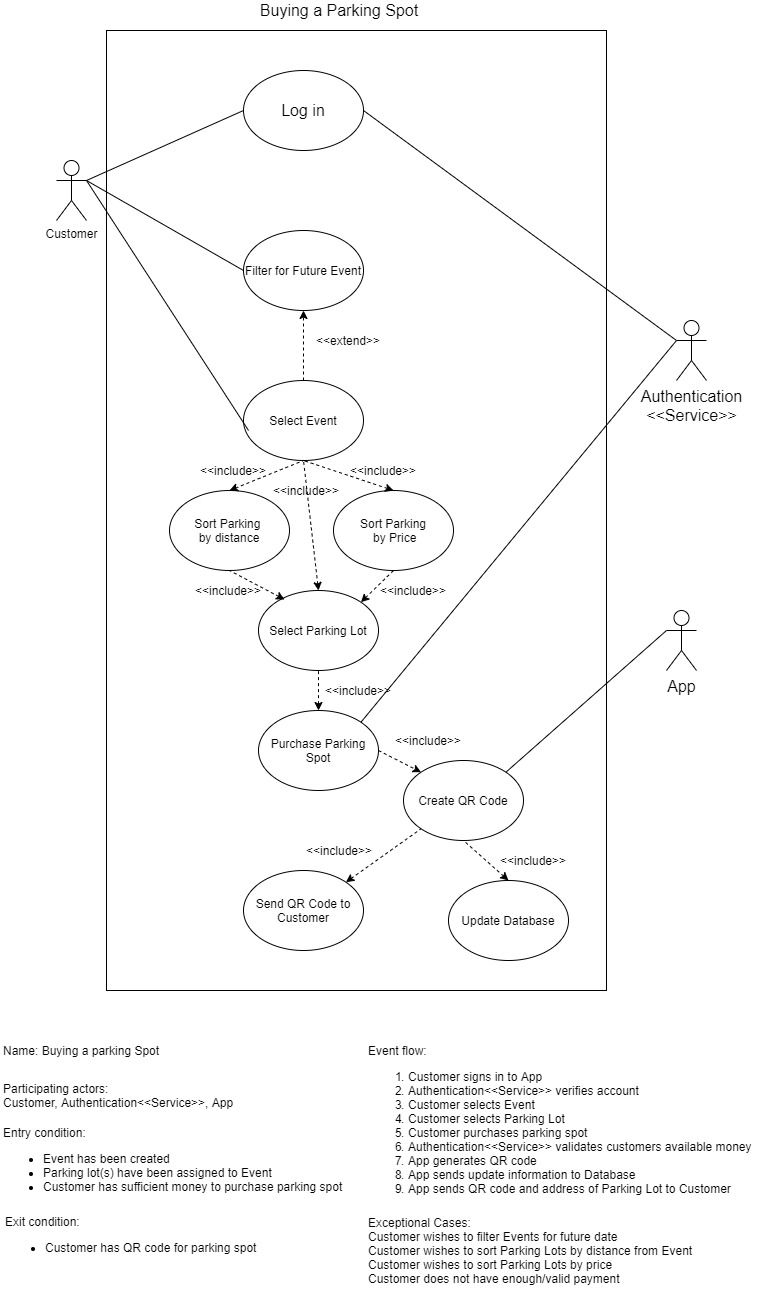 Buying a Parking Spot
Log in
Customer
Filter for Future Event
<<extend>>
Authentication
<<Service>>
Select Event
<<include>>
<<include>>
<<include>>
Sort Parking
by distance
Sort Parking
by Price
<<include>>
<<include>>
Select Parking Lot
App
<<include>>
Purchase Parking
Spot
<<include>>
Create QR Code
<<include>>
<<include>>
Send QR Code to
Customer
Update Database
Name: Buying a parking Spot
Participating actors:
Customer, Authentication<<Service>>, App
Entry condition:
• Event has been created
• Parking lot(s) have been assigned to Event
• Customer has sufficient money to purchase parking spot
Exit condition:
• Customer has QR code for parking spot
Event flow:
1. Customer signs in to App
2. Authentication<<Service>> verifies account
3. Customer selects Event
4. Customer selects Parking Lot
5. Customer purchases parking spot
6. Authentication<<Service>> validates customers available money
7. App generates QR code
8. App sends update information to Database
9. App sends QR code and address of Parking Lot to Customer
Exceptional Cases:
Customer wishes to filter Events for future date
Customer wishes to sort Parking Lots by distance from Event
Customer wishes to sort Parking Lots by price
Customer does not have enough/valid payment